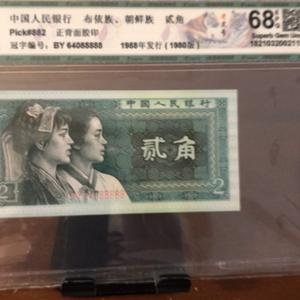 中国人民银行 布依族、朝鲜族 贰角
Pick#882 正背面胶印
冠字编号: BY 64088888 1988年发行 (1980版)
68
Superb Gem Unc
中国人民银行
贰角
2
2